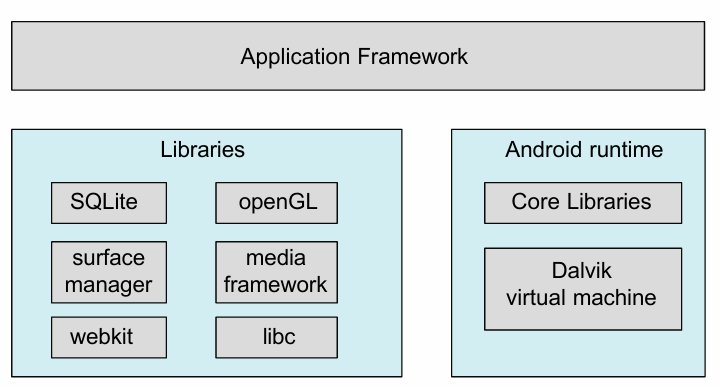 Application Framework
Libraries
SQLite
openGL
surface
manager
media
framework
webkit
libc
Android runtime
Core Libraries
Dalvik
virtual machine